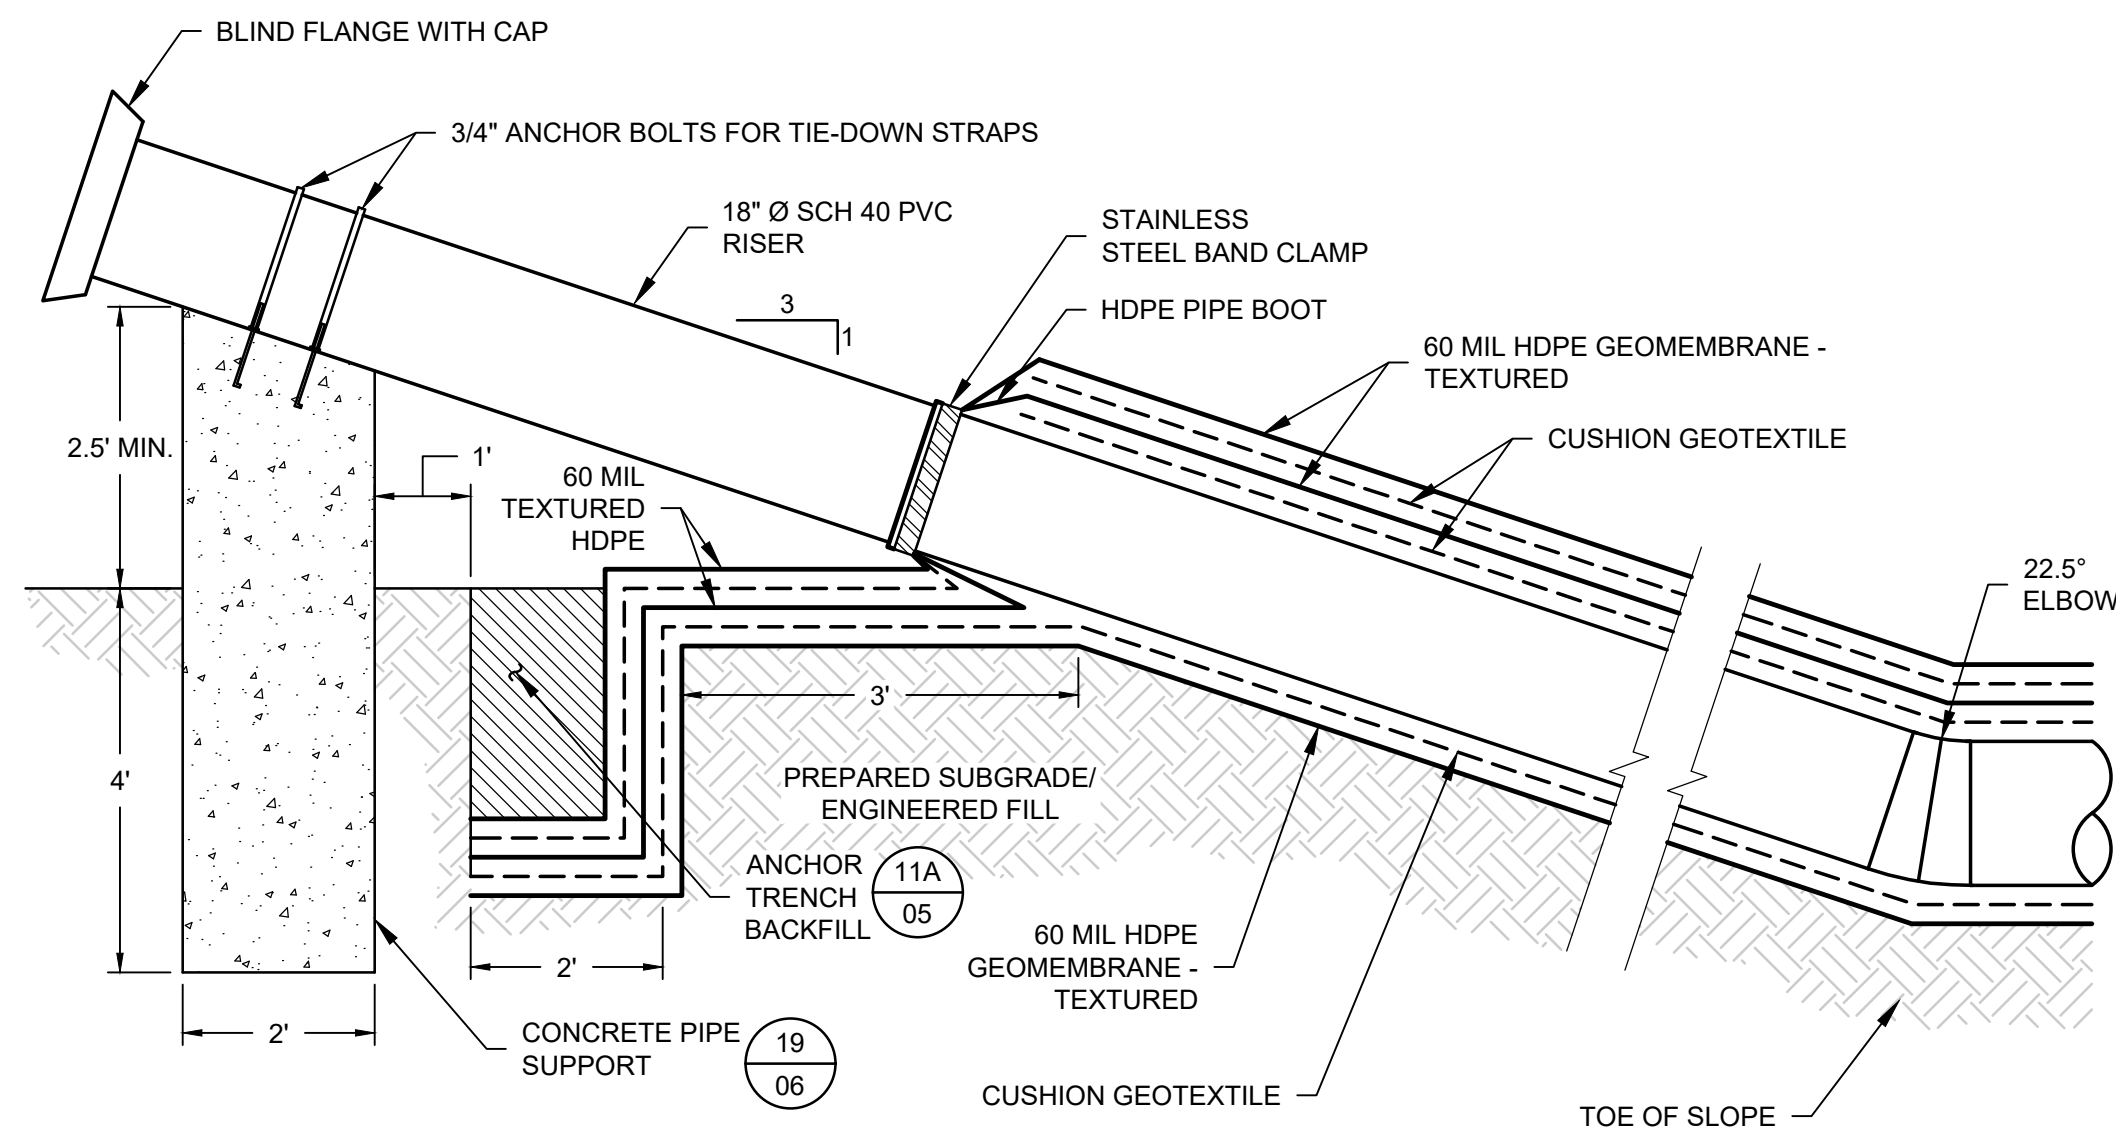 BLIND FLANGE WITH CAP
3/4" ANCHOR BOLTS FOR TIE-DOWN STRAPS
18" Ø SCH 40 PVC
RISER
STAINLESS
STEEL BAND CLAMP
3
1
HDPE PIPE BOOT
60 MIL HDPE GEOMEMBRANE -
TEXTURED
CUSHION GEOTEXTILE
2.5' MIN.
1'
60 MIL
TEXTURED
HDPE
22.5°
ELBOW
3'
4'
PREPARED SUBGRADE/
ENGINEERED FILL
ANCHOR
TRENCH
BACKFILL
11A
05
2'
60 MIL HDPE
GEOMEMBRANE -
TEXTURED
2'
CONCRETE PIPE
SUPPORT
19
06
CUSHION GEOTEXTILE
TOE OF SLOPE